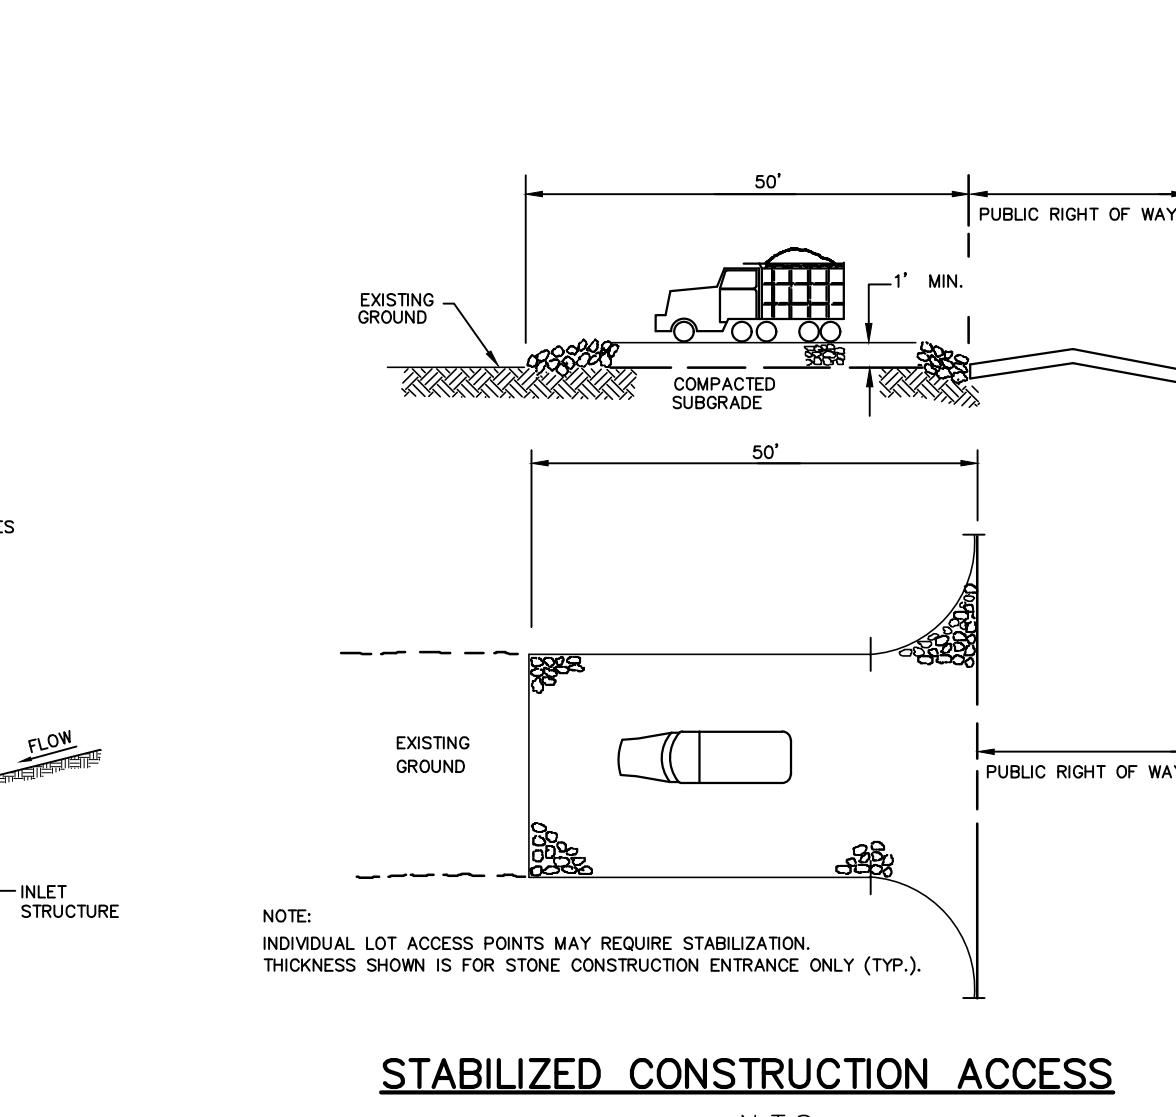 50'
PUBLIC RIGHT OF WAY
1' MIN.
EXISTING
GROUND
COMPACTED
SUBGRADE
50'
FLOW
EXISTING
GROUND
PUBLIC RIGHT OF WAY
INLET
STRUCTURE
NOTE:
INDIVIDUAL LOT ACCESS POINTS MAY REQUIRE STABILIZATION.
THICKNESS SHOWN IS FOR STONE CONSTRUCTION ENTRANCE ONLY (TYP.).
STABILIZED CONSTRUCTION ACCESS